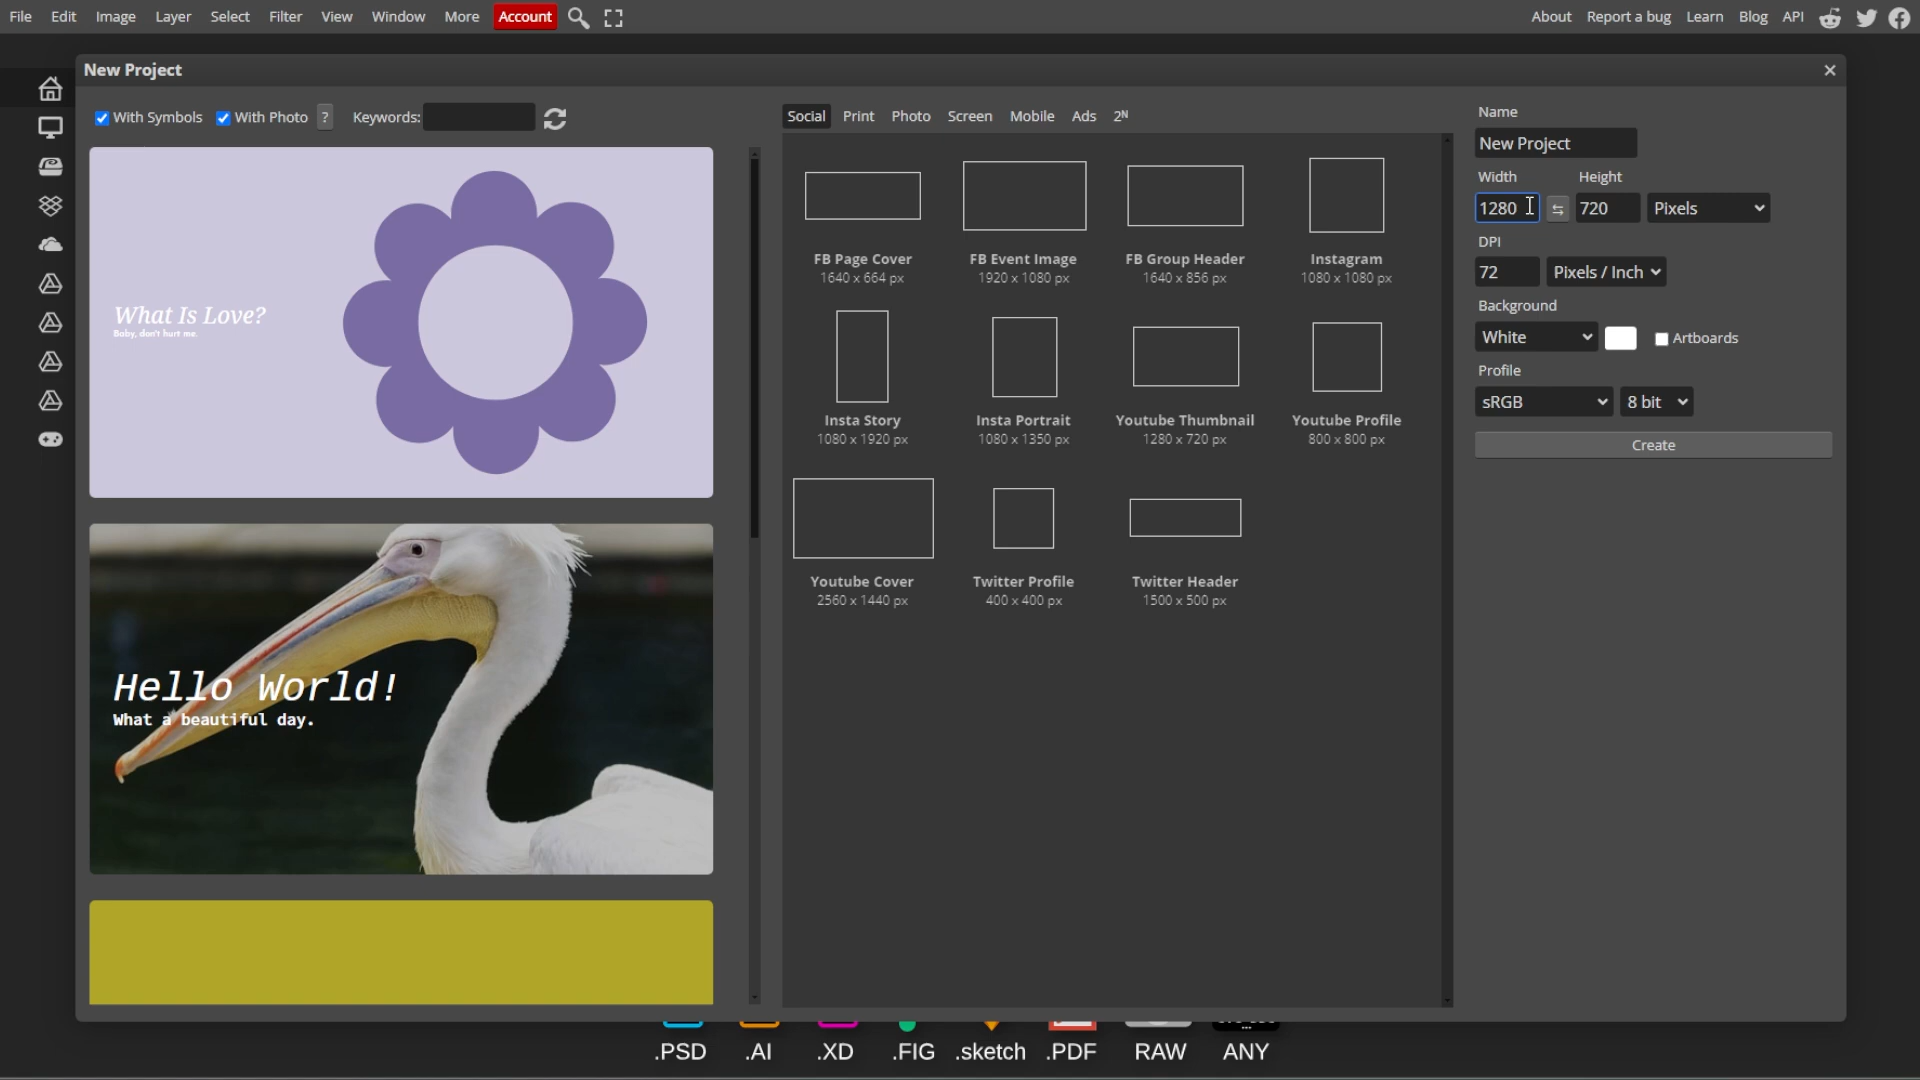 File Edit Image Layer Select Filter View Window More Account About Report a bug Learn Blog API
New Project
With Symbols With Photo ? Keywords:
What Is Love?
Baby, don't hurt me.
Hello World!
What a beautiful day.
Social Print Photo Screen Mobile Ads 2ᴺ
FB Page Cover FB Event Image FB Group Header Instagram
1640 x 664 px 1920 x 1080 px 1640 x 856 px 1080 x 1080 px
Insta Story Insta Portrait Youtube Thumbnail Youtube Profile
1080 x 1920 px 1080 x 1350 px 1280 x 720 px 800 x 800 px
Youtube Cover Twitter Profile Twitter Header
2560 x 1440 px 400 x 400 px 1500 x 500 px
Name
New Project
Width Height
1280 720 Pixels
DPI
72 Pixels / Inch
Background
White Artboards
Profile
sRGB 8 bit
Create
.PSD .AI .XD .FIG .sketch .PDF RAW ANY